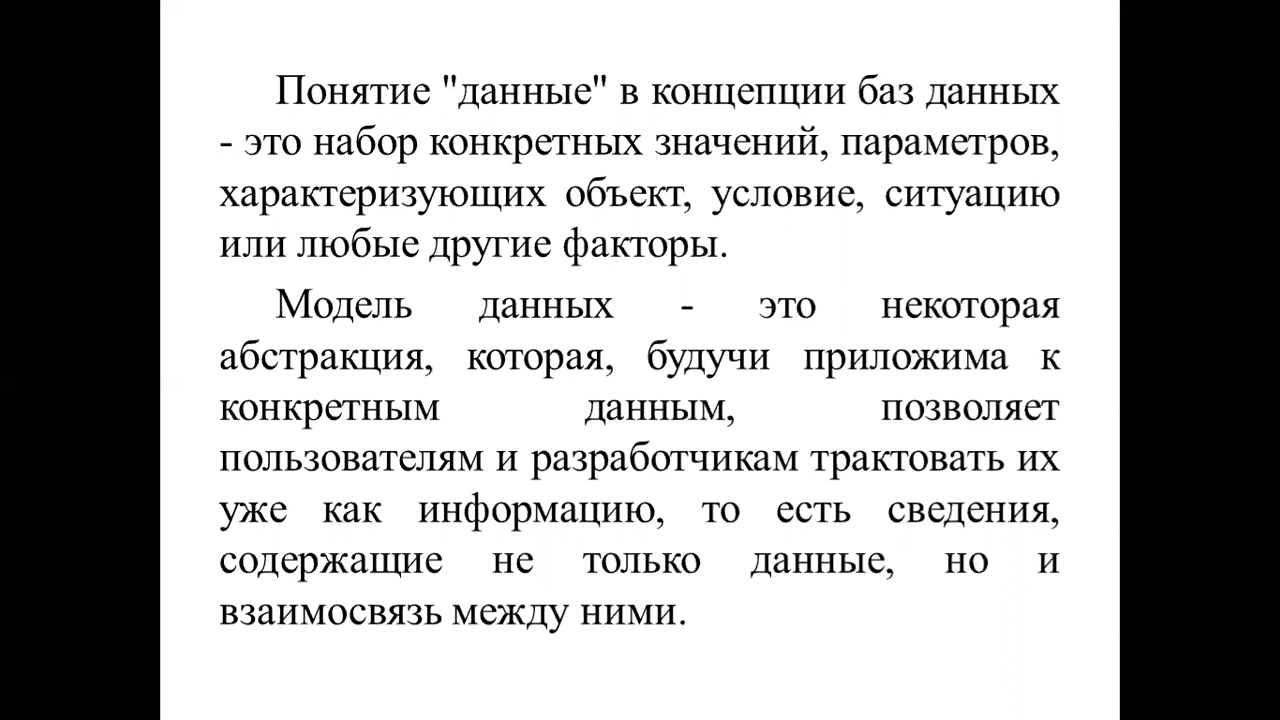 Понятие "данные" в концепции баз данных
- это набор конкретных значений, параметров,
характеризующих объект, условие, ситуацию
или любые другие факторы.
Модель данных - это некоторая
абстракция, которая, будучи приложима к
конкретным данным, позволяет
пользователям и разработчикам трактовать их
уже как информацию, то есть сведения,
содержащие не только данные, но и
взаимосвязь между ними.